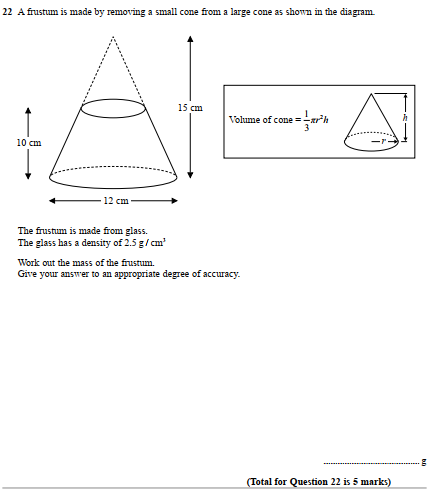 22 A frustum is made by removing a small cone from a large cone as shown in the diagram.
15 cm
10 cm
12 cm
Volume of cone = \frac{1}{3}πr²h
h
r
The frustum is made from glass.
The glass has a density of 2.5 g / cm³
Work out the mass of the frustum.
Give your answer to an appropriate degree of accuracy.
.......................................... g
(Total for Question 22 is 5 marks)